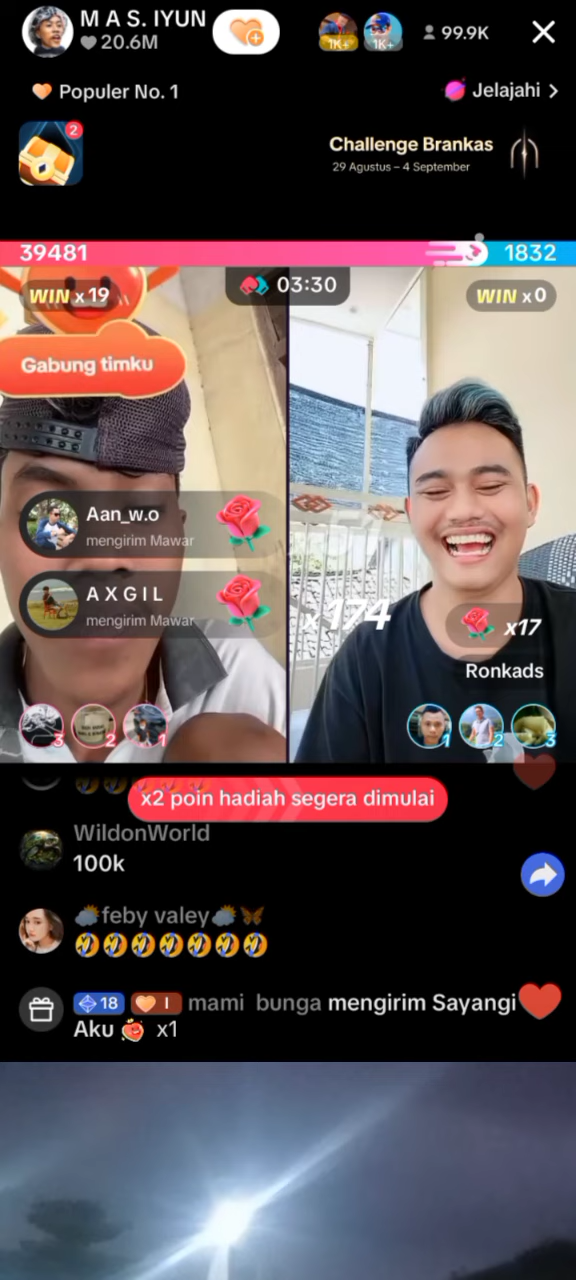 M A S. IYUN
20.6M
1K+
1K+
99.9K
Populer No. 1
Jelajahi
2
Challenge Brankas
29 Agustus – 4 September
39481
1832
WIN x 19
03:30
WIN x 0
Gabung timku
Aan_w.o
mengirim Mawar
A X G I L
mengirim Mawar
x174
x17
Ronkads
3
2
1
1
2
3
x2 poin hadiah segera dimulai
WildonWorld
100k
feby valey
18
I
mami bunga mengirim Sayangi
Aku x1